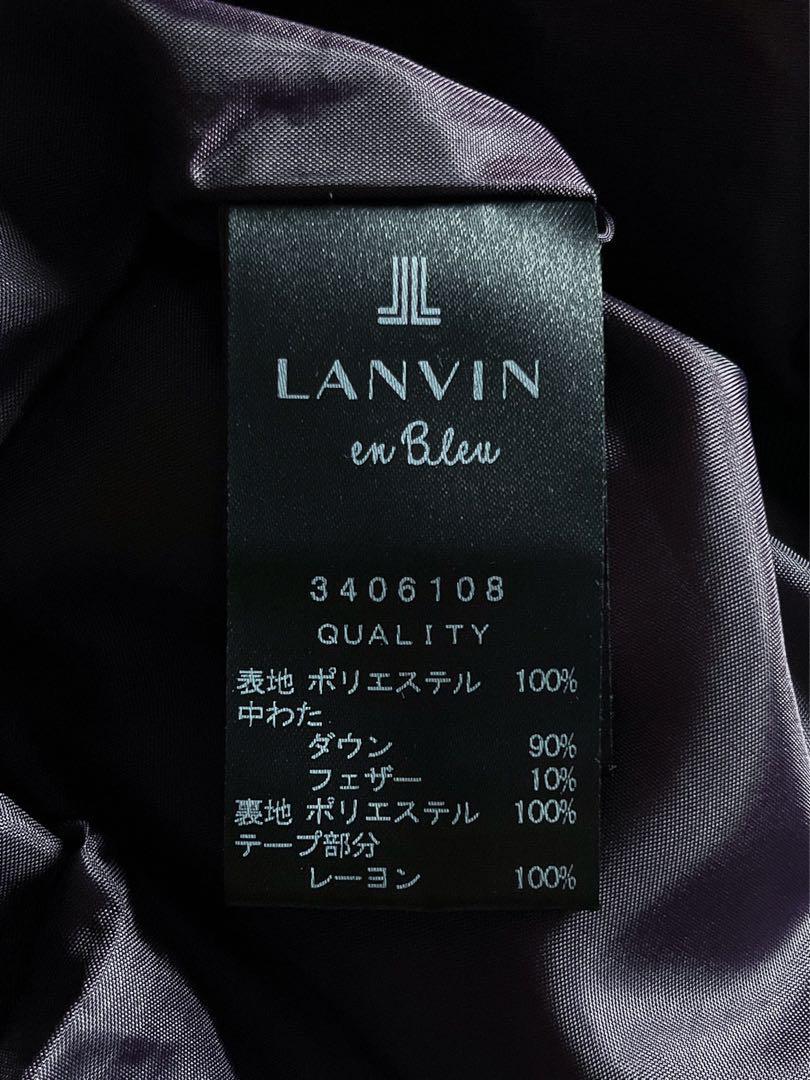 LANVIN
en Bleu
3406108
QUALITY
表地 ポリエステル 100%
中わた
ダウン 90%
フェザー 10%
裏地 ポリエステル 100%
テープ部分
レーヨン 100%